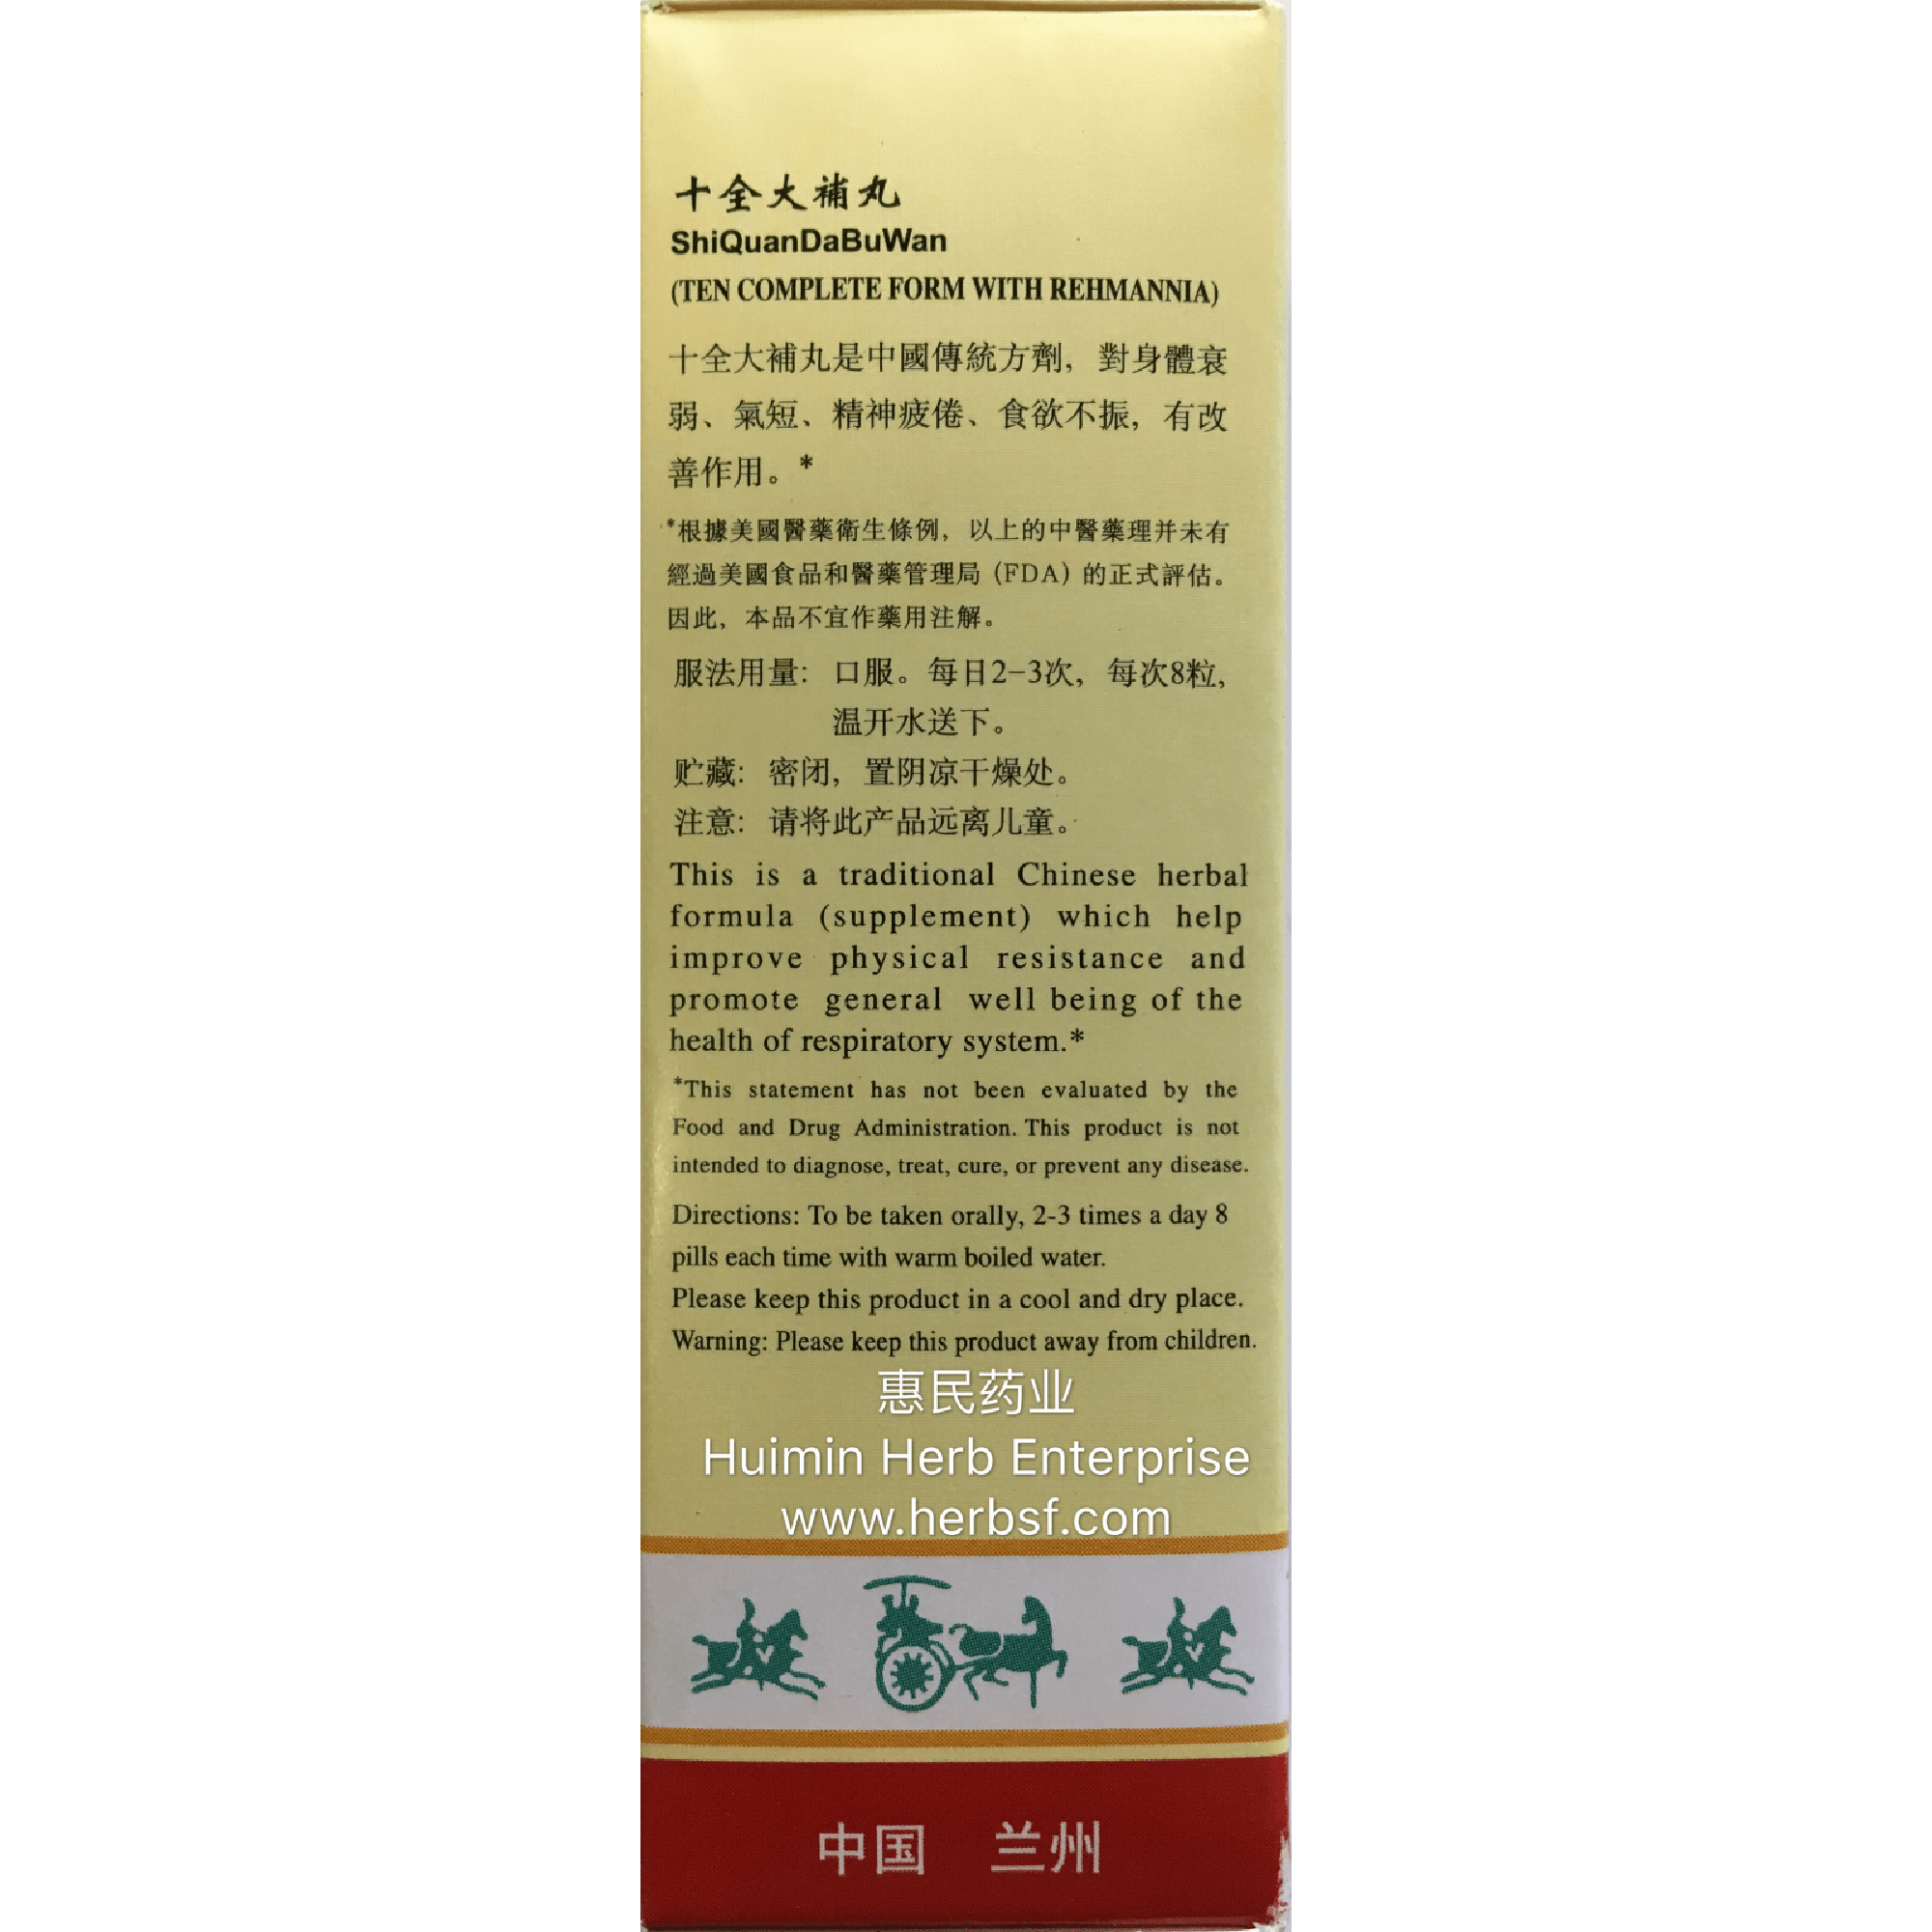 十全大補丸
ShiQuanDaBuWan
(TEN COMPLETE FORM WITH REHMANNIA)
十全大補丸是中國傳統方劑，對身體衰
弱、氣短、精神疲倦、食欲不振，有改
善作用。*
*根據美國醫藥衛生條例，以上的中醫藥理并未有
經過美國食品和醫藥管理局（FDA）的正式評估。
因此，本品不宜作藥用注解。
服法用量：口服。每日2-3次，每次8粒，
温开水送下。
贮藏：密闭，置阴凉干燥处。
注意：请将此产品远离儿童。
This is a traditional Chinese herbal
formula (supplement) which help
improve physical resistance and
promote general well being of the
health of respiratory system.*
*This statement has not been evaluated by the
Food and Drug Administration. This product is not
intended to diagnose, treat, cure, or prevent any disease.
Directions: To be taken orally, 2-3 times a day 8
pills each time with warm boiled water.
Please keep this product in a cool and dry place.
Warning: Please keep this product away from children.
惠民药业
Huimin Herb Enterprise
www.herbsf.com
中国 兰州